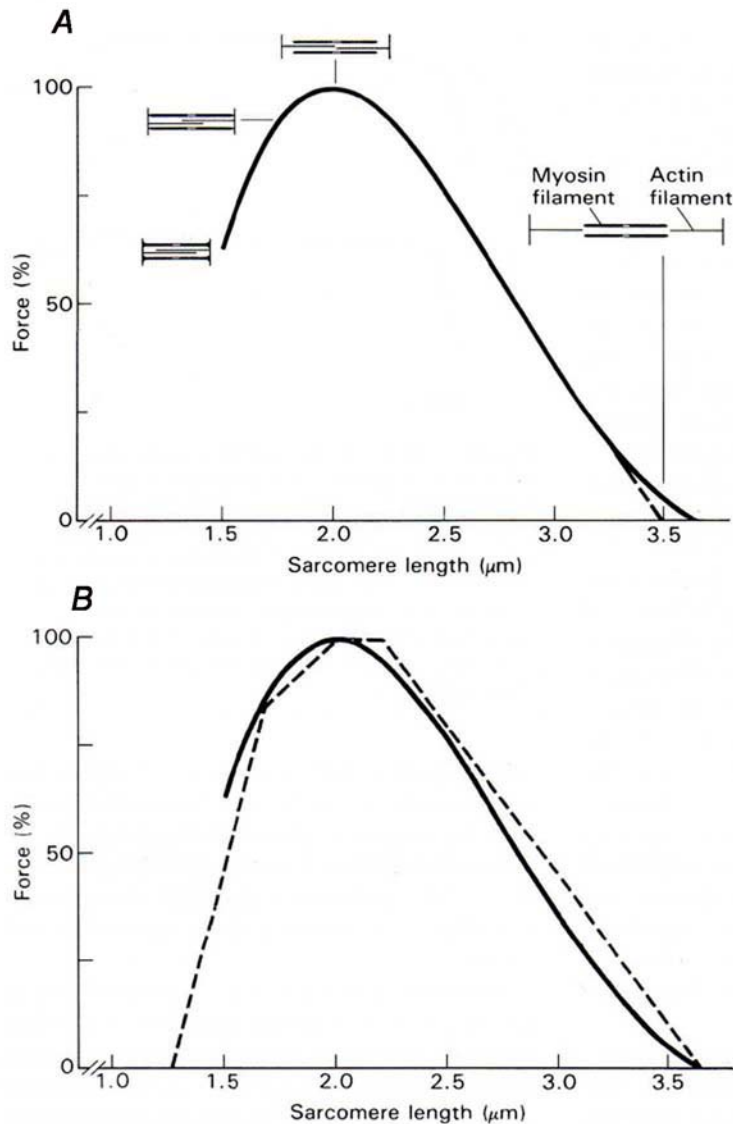 A
100
Myosin Actin
filament filament
Force (%)
50
0
1.0 1.5 2.0 2.5 3.0 3.5
Sarcomere length (μm)
B
100
Force (%)
50
0
1.0 1.5 2.0 2.5 3.0 3.5
Sarcomere length (μm)